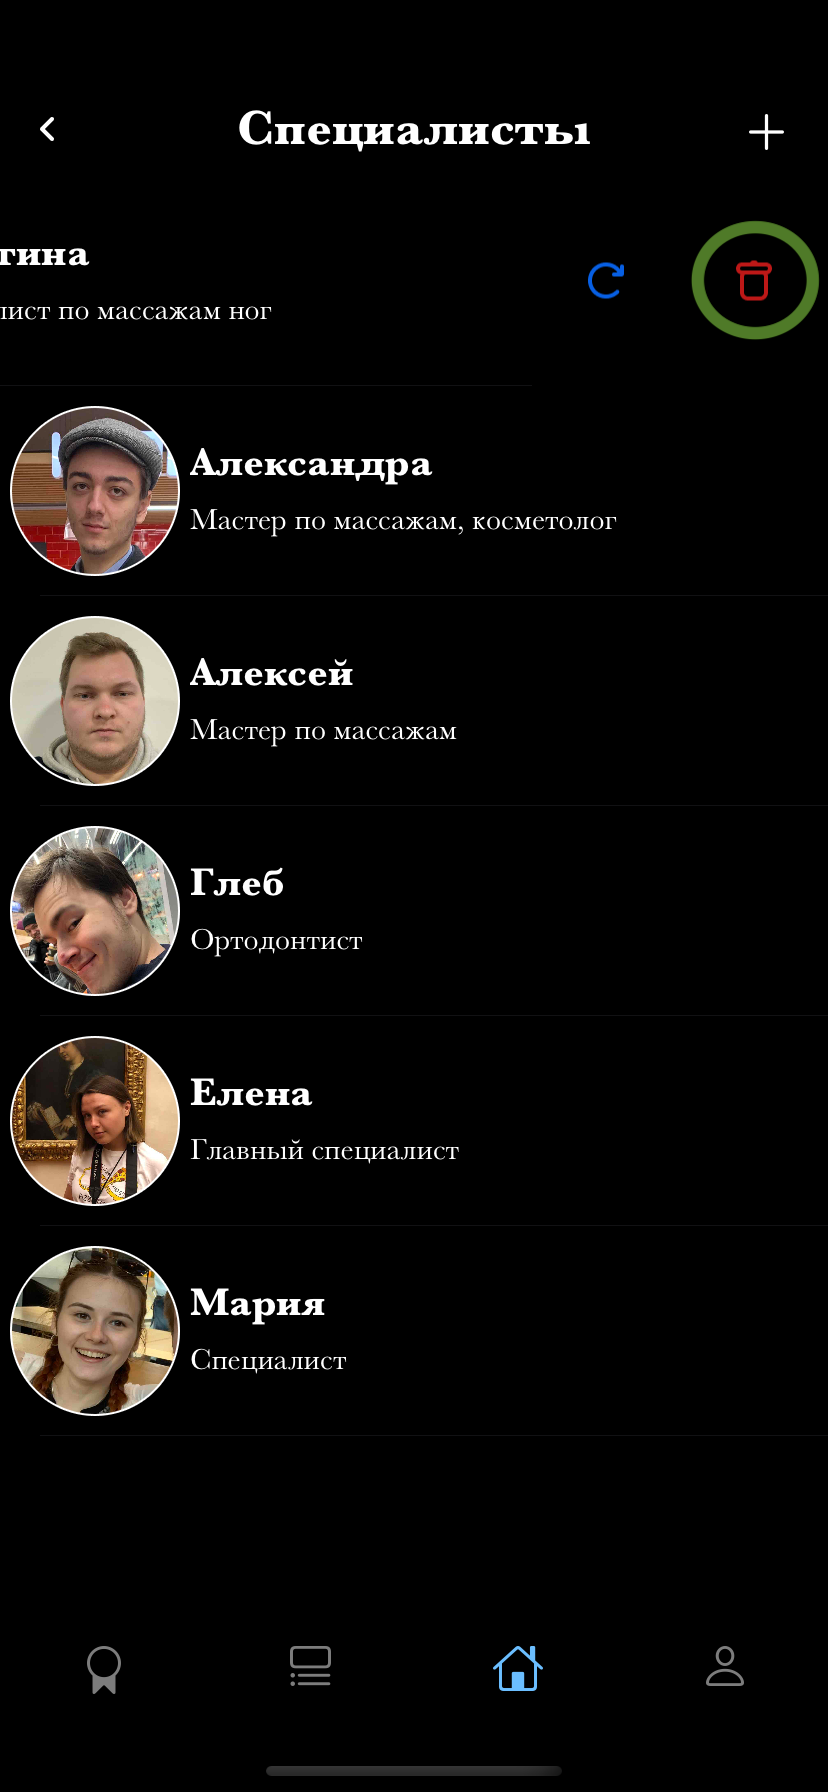 Специалисты
тина
лист по массажам ног
Александра
Мастер по массажам, косметолог
Алексей
Мастер по массажам
Глеб
Ортодонтист
Елена
Главный специалист
Мария
Специалист